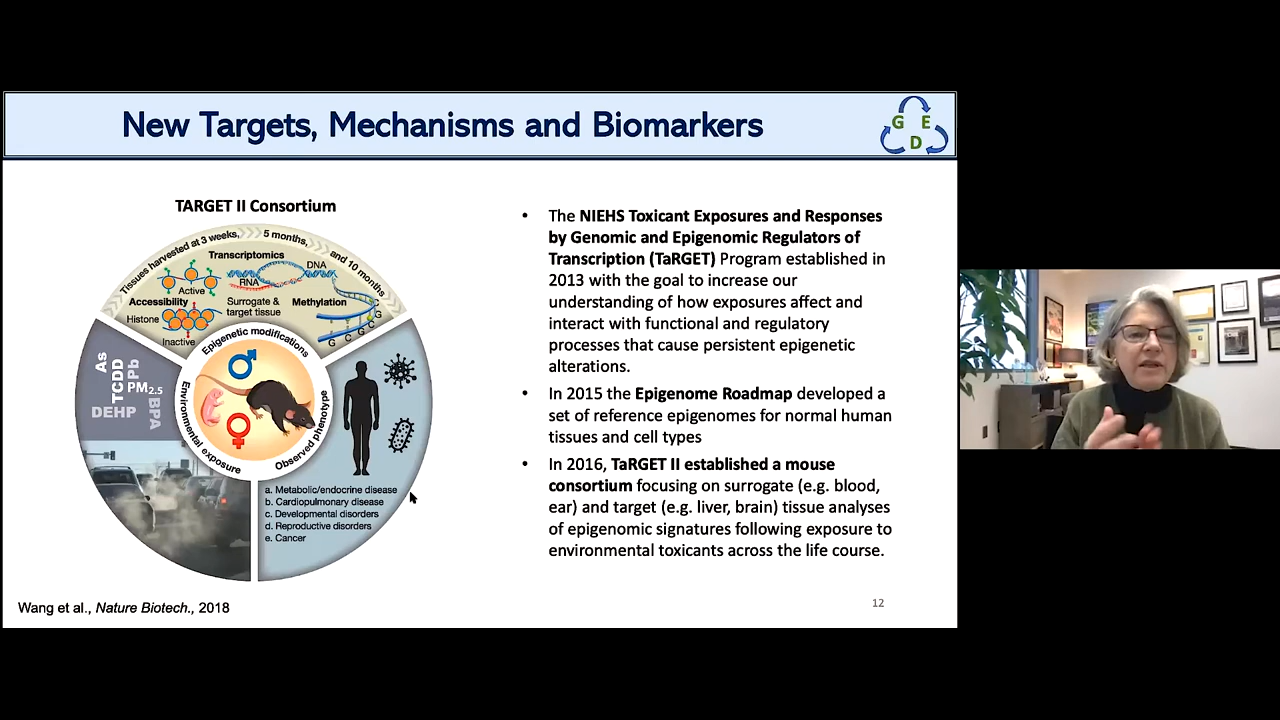 New Targets, Mechanisms and Biomarkers
G E
D
TARGET II Consortium
Tissues harvested at 3 weeks, 5 months, and 10 months
Transcriptomics
DNA
RNA
Active
Accessibility
Histone
Inactive
Surrogate &
target tissue
Methylation
G
C
G
C
C
G
Epigenetic modifications
Environmental exposure
Observed phenotype
As
TCDD
Pb
PM2.5
DEHP
BPA
a. Metabolic/endocrine disease
b. Cardiopulmonary disease
c. Developmental disorders
d. Reproductive disorders
e. Cancer
• The NIEHS Toxicant Exposures and Responses
by Genomic and Epigenomic Regulators of
Transcription (TaRGET) Program established in
2013 with the goal to increase our
understanding of how exposures affect and
interact with functional and regulatory
processes that cause persistent epigenetic
alterations.
• In 2015 the Epigenome Roadmap developed a
set of reference epigenomes for normal human
tissues and cell types
• In 2016, TaRGET II established a mouse
consortium focusing on surrogate (e.g. blood,
ear) and target (e.g. liver, brain) tissue analyses
of epigenomic signatures following exposure to
environmental toxicants across the life course.
Wang et al., Nature Biotech., 2018
12